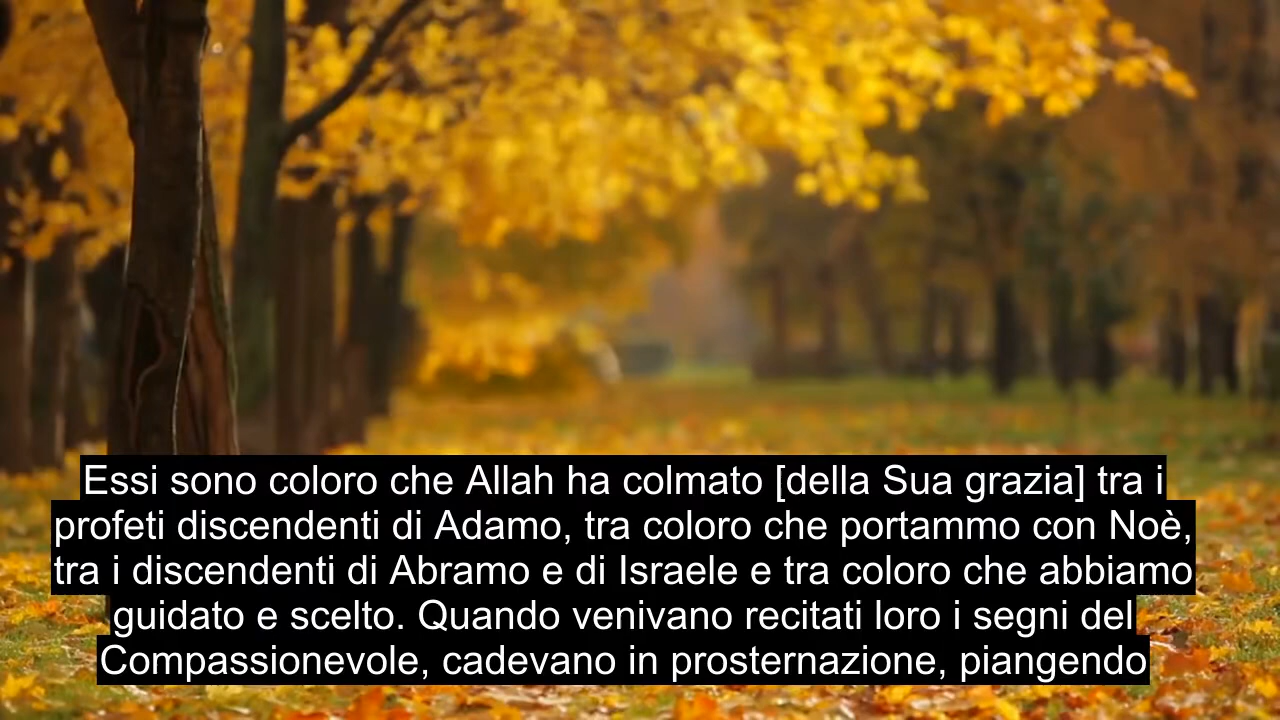 Essi sono coloro che Allah ha colmato [della Sua grazia] tra i
profeti discendenti di Adamo, tra coloro che portammo con Noè,
tra i discendenti di Abramo e di Israele e tra coloro che abbiamo
guidato e scelto. Quando venivano recitati loro i segni del
Compassionevole, cadevano in prosternazione, piangendo